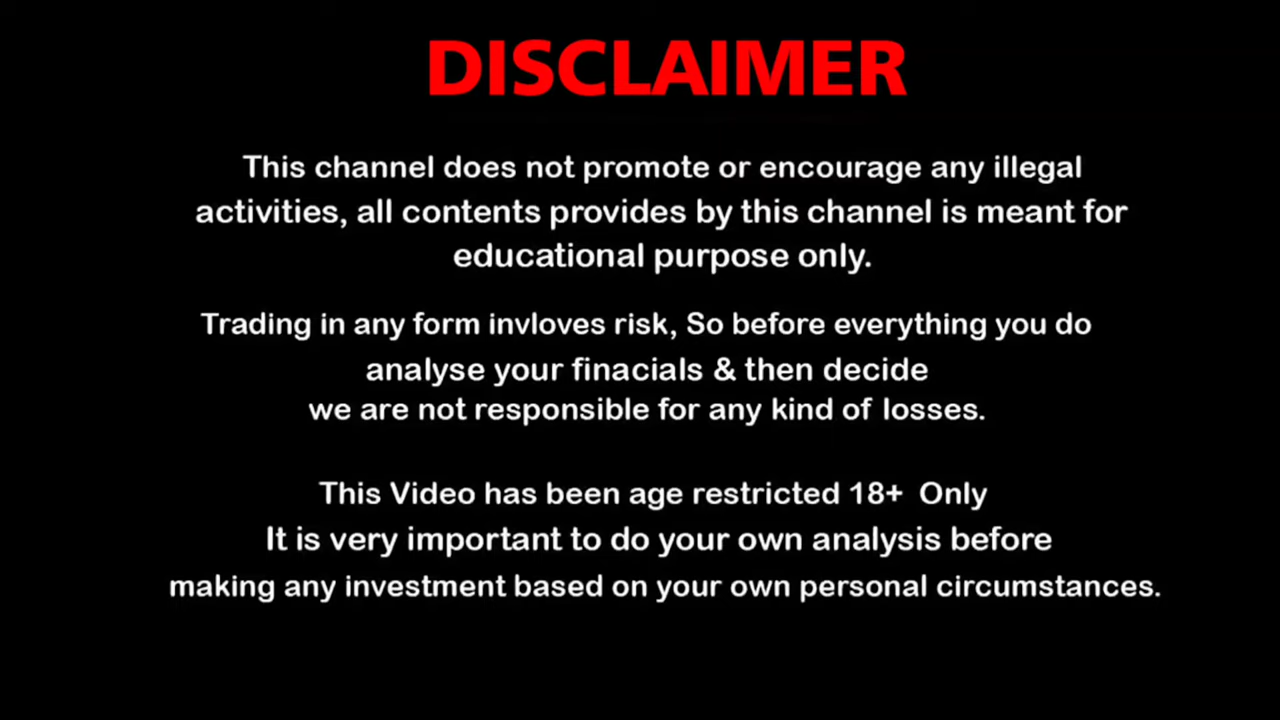 DISCLAIMER
This channel does not promote or encourage any illegal
activities, all contents provides by this channel is meant for
educational purpose only.
Trading in any form invloves risk, So before everything you do
analyse your finacials & then decide
we are not responsible for any kind of losses.
This Video has been age restricted 18+ Only
It is very important to do your own analysis before
making any investment based on your own personal circumstances.